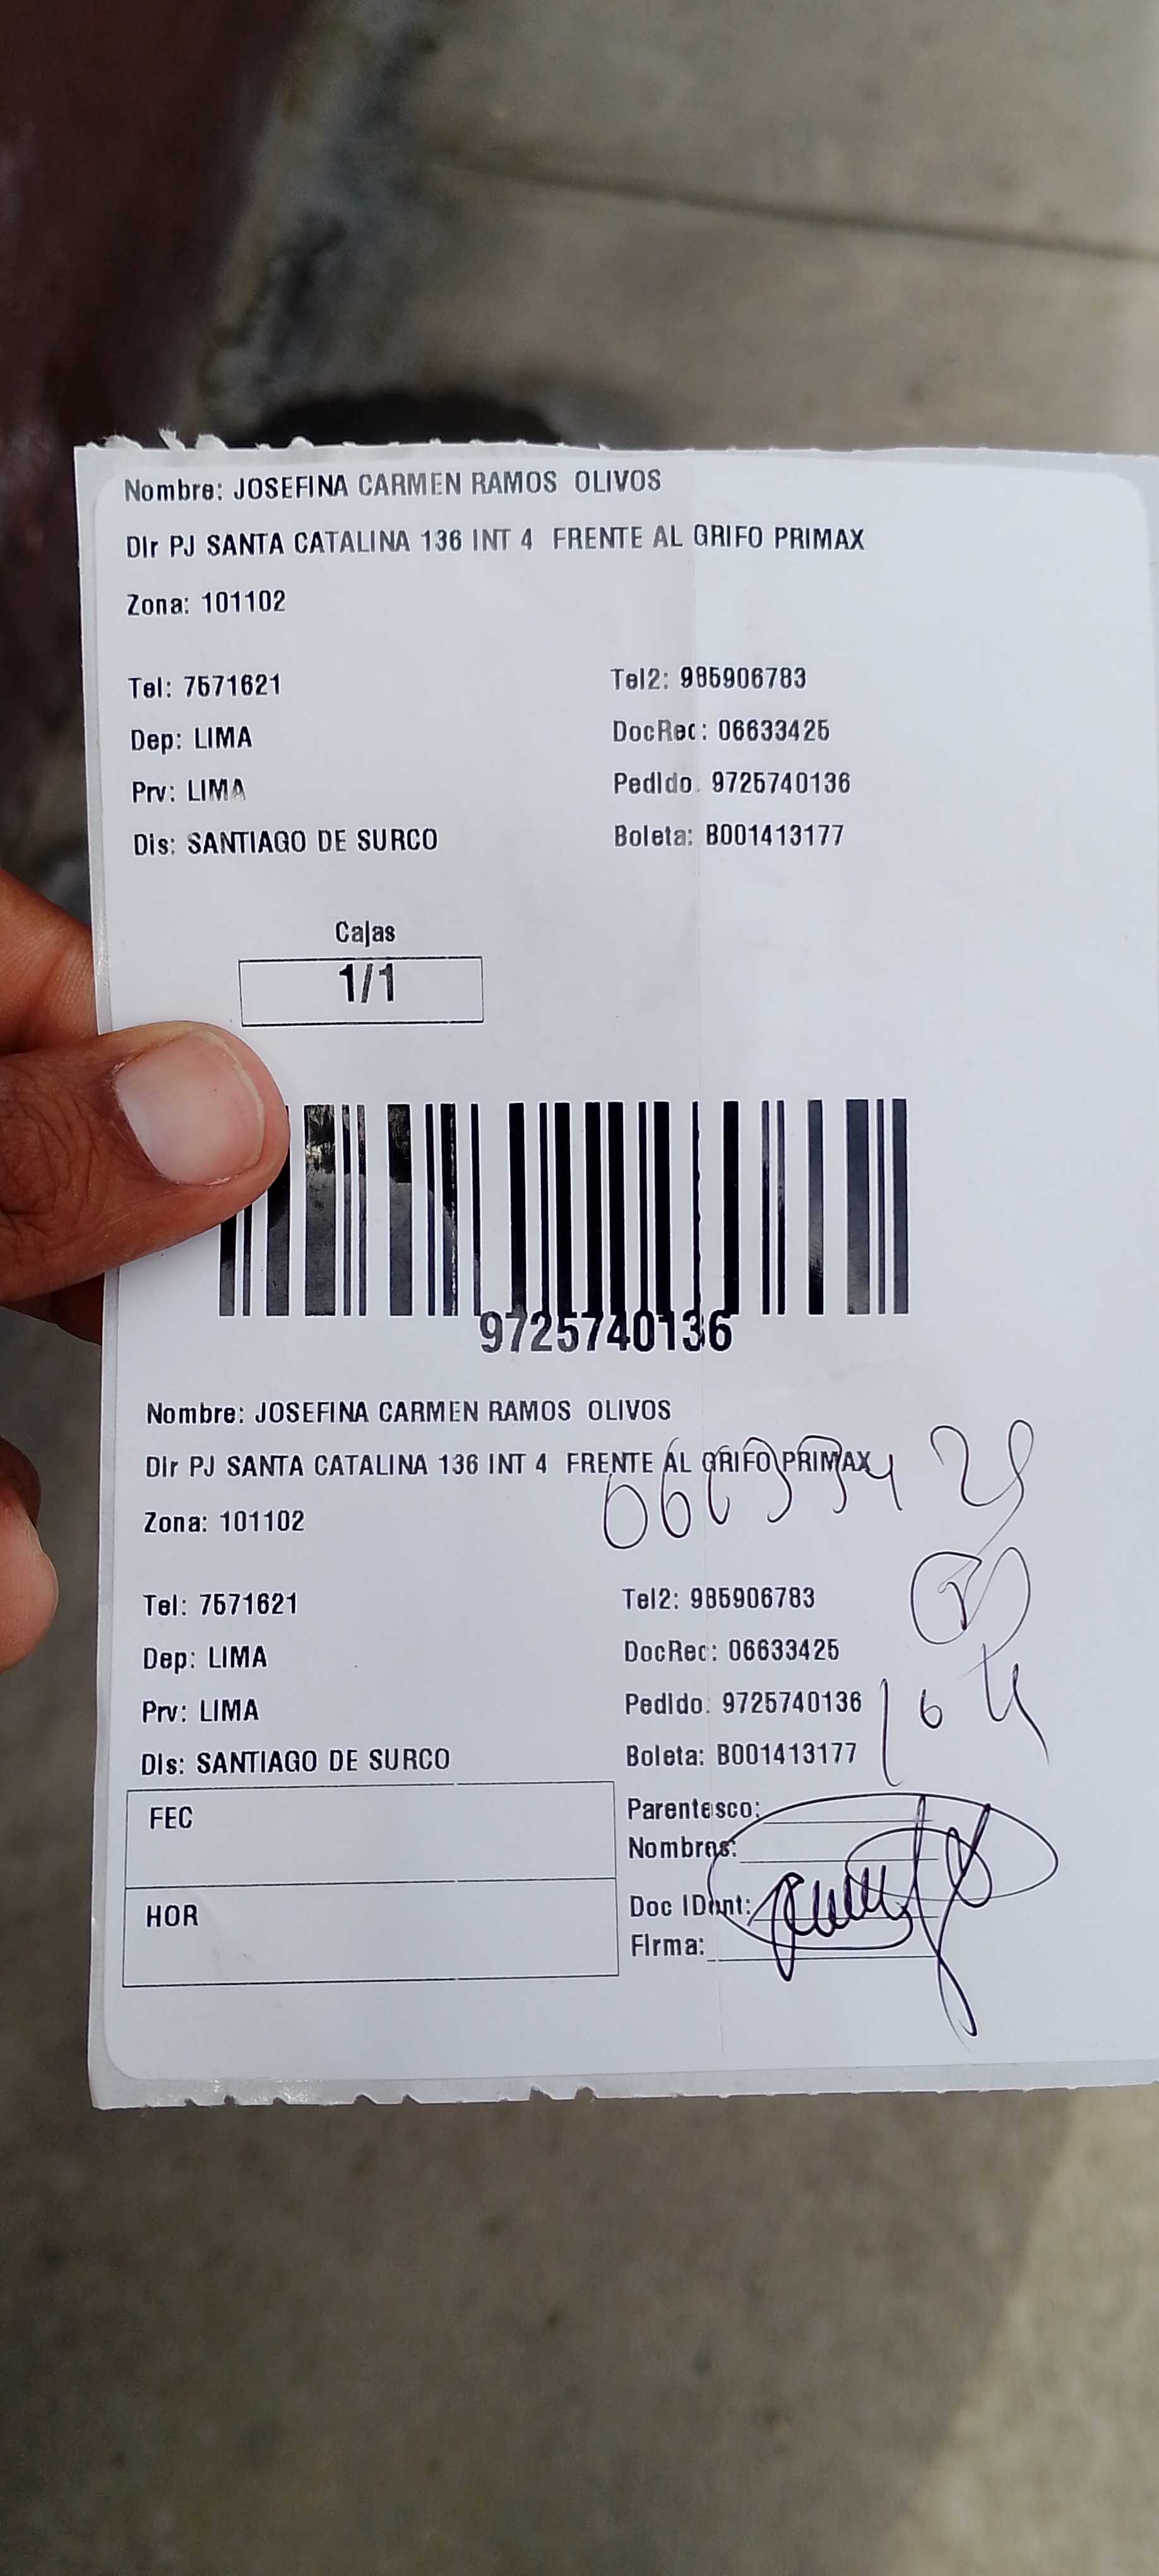 Nombre: JOSEFINA CARMEN RAMOS OLIVOS
Dir PJ SANTA CATALINA 136 INT 4 FRENTE AL GRIFO PRIMAX
Zona: 101102
Tel: 7571621 Tel2: 985906783
Dep: LIMA DocRec: 06633425
Prv: LIMA Pedido. 9725740136
Dis: SANTIAGO DE SURCO Boleta: B001413177
Cajas
1/1
9725740136
Nombre: JOSEFINA CARMEN RAMOS OLIVOS
Dir PJ SANTA CATALINA 136 INT 4 FRENTE AL GRIFO PRIMAX
Zona: 101102
Tel: 7571621 Tel2: 985906783
Dep: LIMA DocRec: 06633425
Prv: LIMA Pedido. 9725740136
Dis: SANTIAGO DE SURCO Boleta: B001413177
FEC Parentesco:
Nombres:
HOR Doc IDent:
Firma: